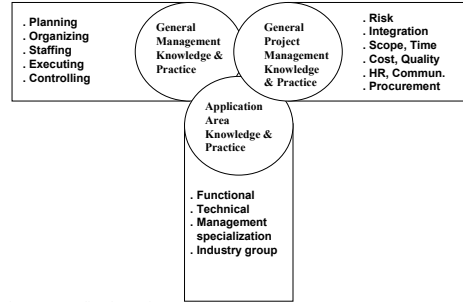 . Planning
. Organizing
. Staffing
. Executing
. Controlling
General
Management
Knowledge &
Practice
General
Project
Management
Knowledge
& Practice
. Risk
. Integration
. Scope, Time
. Cost, Quality
. HR, Commun.
. Procurement
Application
Area
Knowledge &
Practice
. Functional
. Technical
. Management
specialization
. Industry group